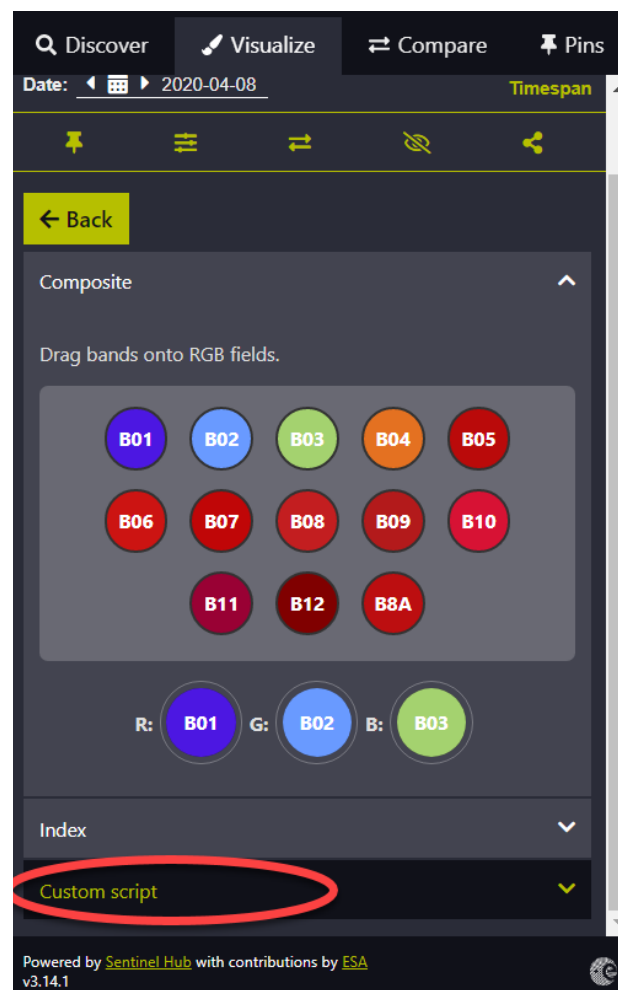 Discover Visualize Compare Pins
Date: 2020-04-08 Timespan
Back
Composite
Drag bands onto RGB fields.
B01 B02 B03 B04 B05
B06 B07 B08 B09 B10
B11 B12 B8A
R: B01 G: B02 B: B03
Index
Custom script
Powered by Sentinel Hub with contributions by ESA
v3.14.1